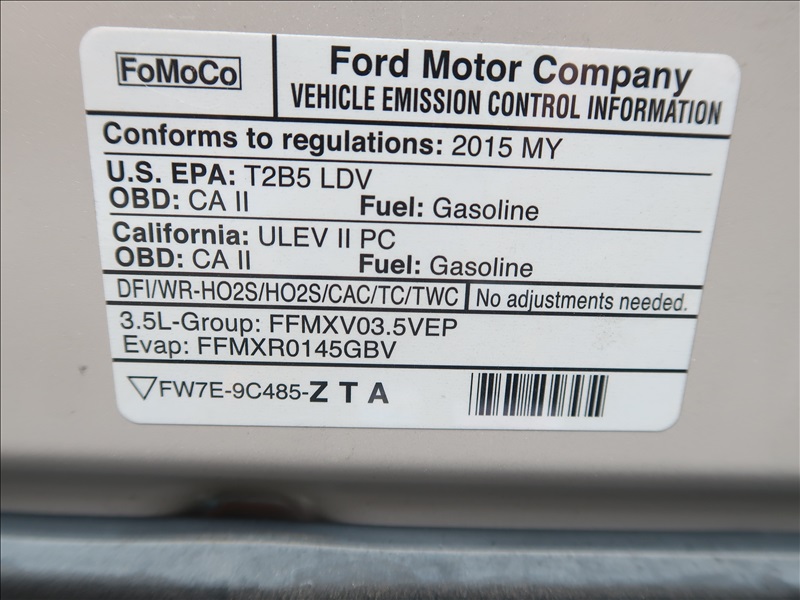 FoMoCo
Ford Motor Company
VEHICLE EMISSION CONTROL INFORMATION
Conforms to regulations: 2015 MY
U.S. EPA: T2B5 LDV
OBD: CA II Fuel: Gasoline
California: ULEV II PC
OBD: CA II Fuel: Gasoline
DFI/WR-HO2S/HO2S/CAC/TC/TWC No adjustments needed.
3.5L-Group: FFMXV03.5VEP
Evap: FFMXR0145GBV
FW7E-9C485-Z T A